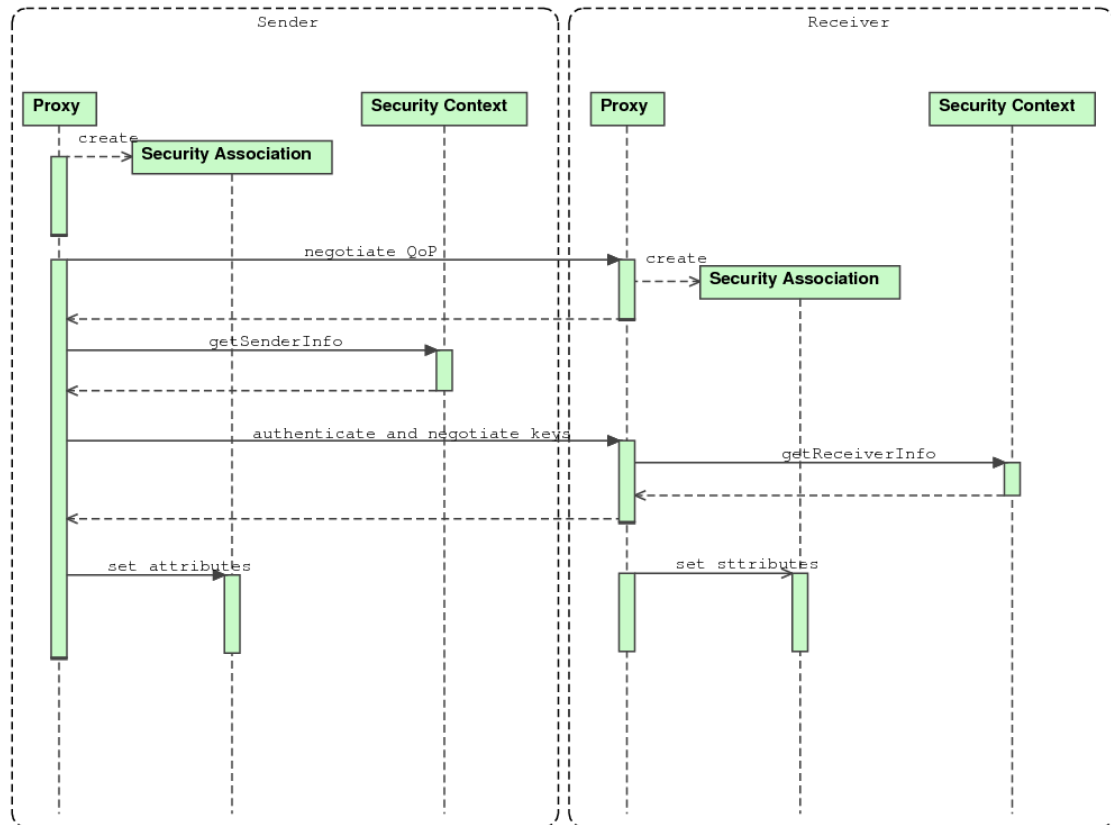 Sender
Receiver
Proxy
Security Context
Proxy
Security Context
create
Security Association
negotiate QoP
create
Security Association
getSenderInfo
authenticate and negotiate keys
getReceiverInfo
set attributes
set sttributes